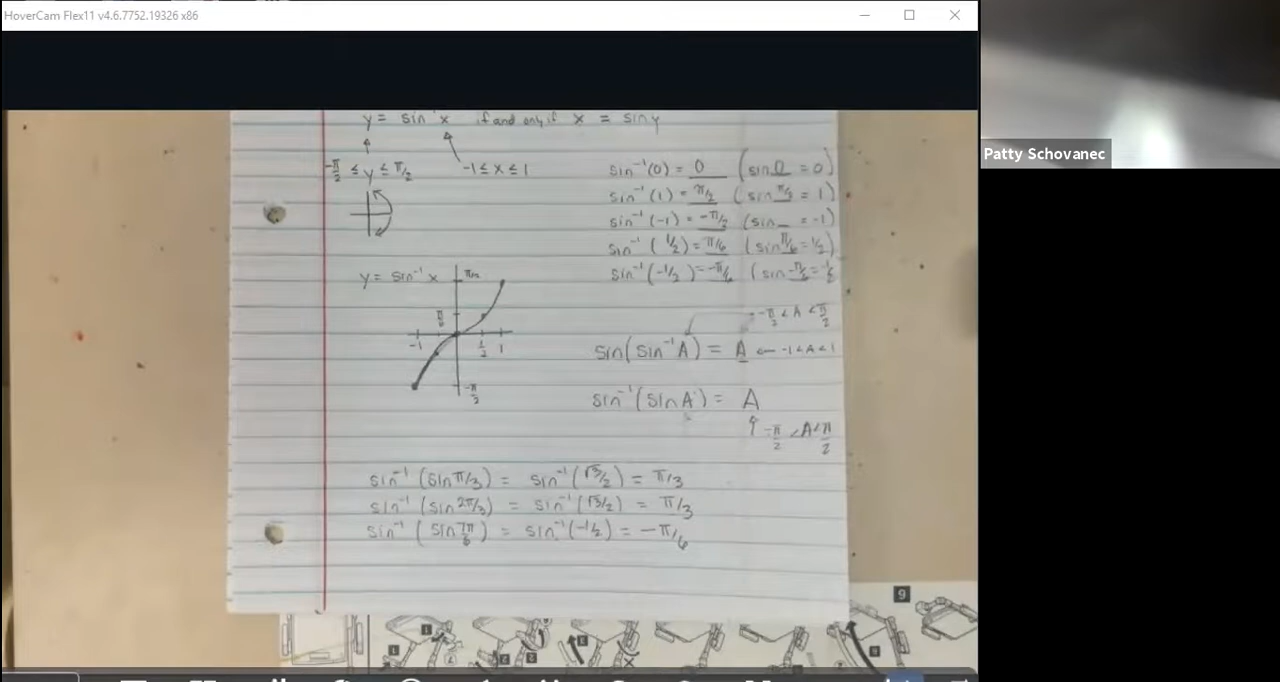 HoverCam Flex11 v4.6.7752.19326 x86
Patty Schovanec
y = sin⁻¹x if and only if x = sin y
-π/2 ≤ y ≤ π/2 -1 ≤ x ≤ 1
sin⁻¹(0) = 0 (sin 0 = 0)
sin⁻¹(1) = π/2 (sin π/2 = 1)
sin⁻¹(-1) = -π/2 (sin _ = -1)
sin⁻¹(1/2) = π/6 (sin π/6 = 1/2)
sin⁻¹(-1/2) = -π/6 (sin -π/6 = -1/2
y = sin⁻¹x
-1 1/2 1
-π/2
-π/2 < A < π/2
sin(sin⁻¹A) = A ← -1 < A < 1
sin⁻¹(sin A) = A
-π/2 < A < π/2
sin⁻¹(sin π/3) = sin⁻¹(√3/2) = π/3
sin⁻¹(sin 2π/3) = sin⁻¹(√3/2) = π/3
sin⁻¹(sin 7π/6) = sin⁻¹(-1/2) = -π/6
9